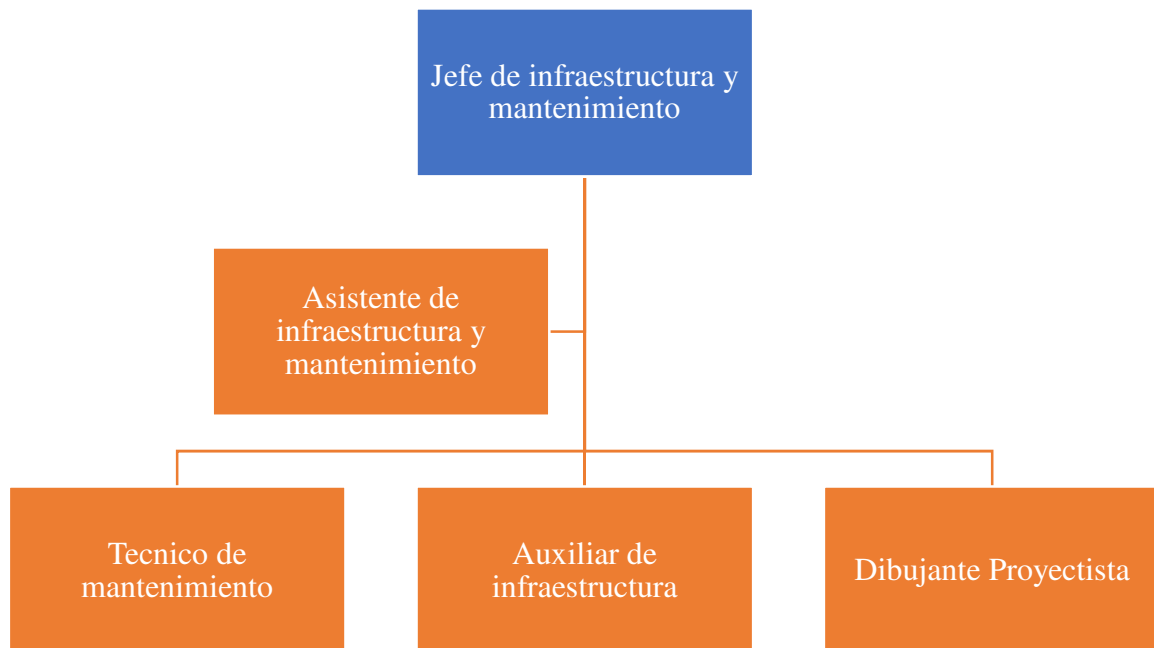 Jefe de infraestructura y
mantenimiento
Asistente de
infraestructura y
mantenimiento
Tecnico de
mantenimiento
Auxiliar de
infraestructura
Dibujante Proyectista